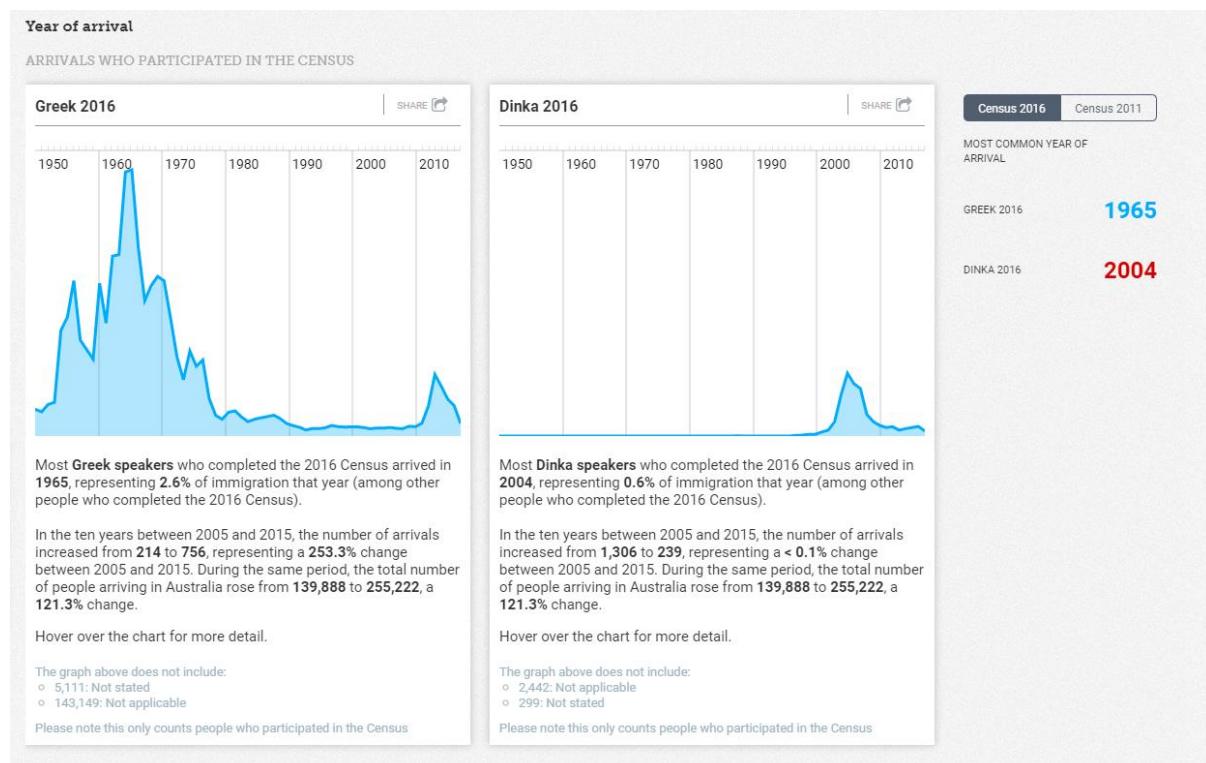 Year of arrival
ARRIVALS WHO PARTICIPATED IN THE CENSUS
Greek 2016
SHARE
1950 1960 1970 1980 1990 2000 2010
Most Greek speakers who completed the 2016 Census arrived in
1965, representing 2.6% of immigration that year (among other
people who completed the 2016 Census).
In the ten years between 2005 and 2015, the number of arrivals
increased from 214 to 756, representing a 253.3% change
between 2005 and 2015. During the same period, the total number
of people arriving in Australia rose from 139,888 to 255,222, a
121.3% change.
Hover over the chart for more detail.
The graph above does not include:
5,111: Not stated
143,149: Not applicable
Please note this only counts people who participated in the Census
Dinka 2016
SHARE
1950 1960 1970 1980 1990 2000 2010
Most Dinka speakers who completed the 2016 Census arrived in
2004, representing 0.6% of immigration that year (among other
people who completed the 2016 Census).
In the ten years between 2005 and 2015, the number of arrivals
increased from 1,306 to 239, representing a < 0.1% change
between 2005 and 2015. During the same period, the total number
of people arriving in Australia rose from 139,888 to 255,222, a
121.3% change.
Hover over the chart for more detail.
The graph above does not include:
2,442: Not applicable
299: Not stated
Please note this only counts people who participated in the Census
Census 2016 Census 2011
MOST COMMON YEAR OF
ARRIVAL
GREEK 2016 1965
DINKA 2016 2004